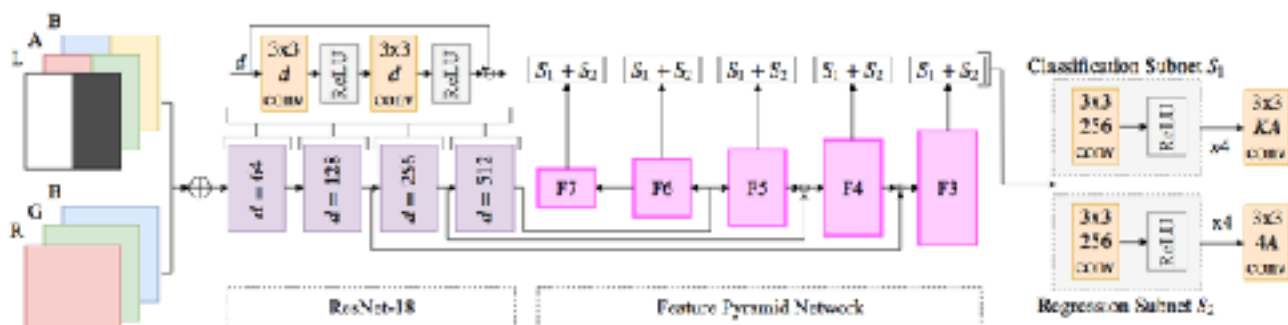 B
A
L
B
G
R
d
3x3
d
conv
ReLU
3x3
d
conv
ReLU
d = 64
d = 128
d = 256
d = 512
ResNet-18
S₁ + S₂
S₁ + S₂
S₁ + S₂
S₁ + S₂
S₁ + S₂
F7
F6
F5
F4
F3
Feature Pyramid Network
Classification Subnet S₁
3x3
256
conv
ReLU
x4
3x3
KA
conv
3x3
256
conv
ReLU
x4
3x3
4A
conv
Regression Subnet S₂